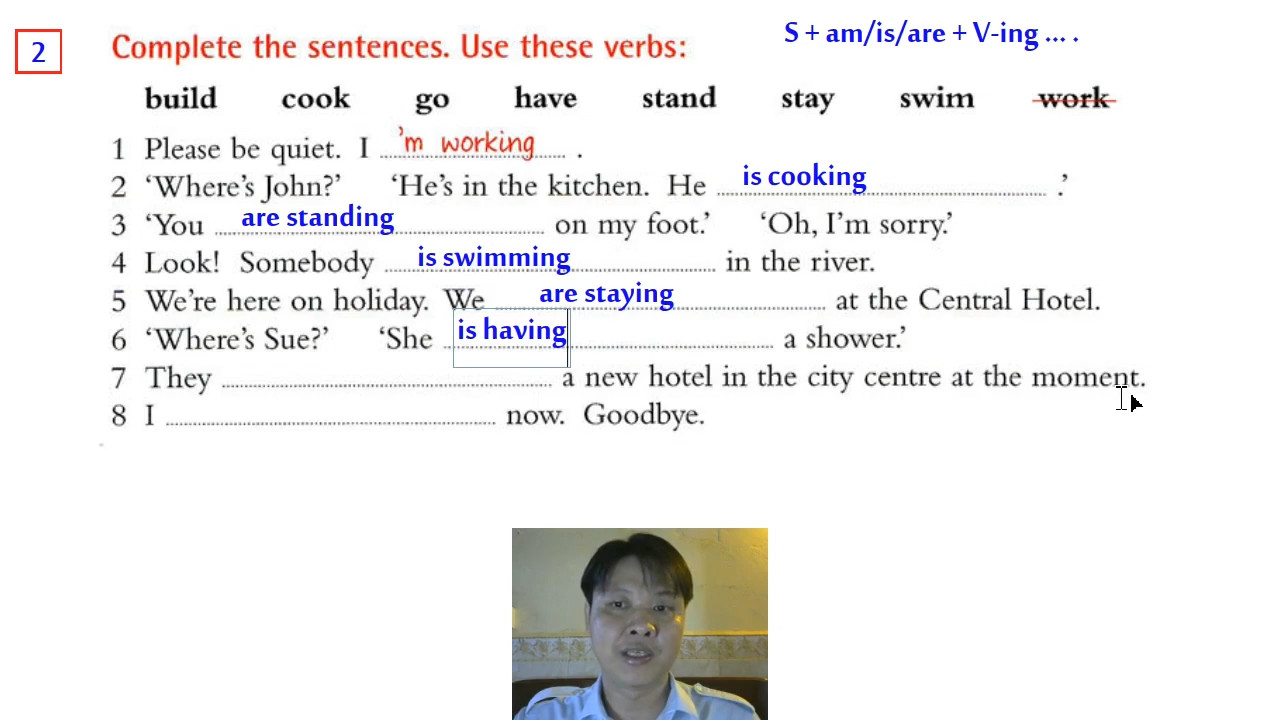 2 Complete the sentences. Use these verbs: S + am/is/are + V-ing ... .
build cook go have stand stay swim work
1 Please be quiet. I 'm working .
2 ‘Where’s John?’ ‘He’s in the kitchen. He is cooking .’
3 ‘You are standing on my foot.’ ‘Oh, I’m sorry.’
4 Look! Somebody is swimming in the river.
5 We’re here on holiday. We are staying at the Central Hotel.
6 ‘Where’s Sue?’ ‘She is having a shower.’
7 They ........ a new hotel in the city centre at the moment.
8 I ........ now. Goodbye.